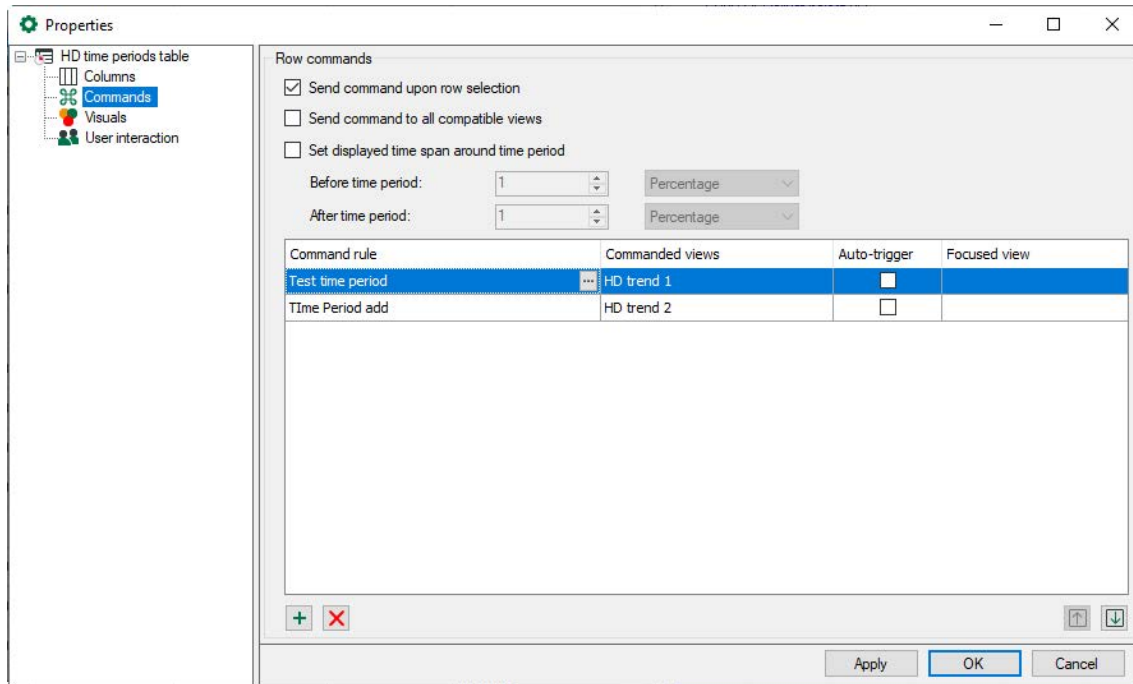 Properties
HD time periods table
Columns
Commands
Visuals
User interaction
Row commands
Send command upon row selection
Send command to all compatible views
Set displayed time span around time period
Before time period: 1 Percentage
After time period: 1 Percentage
Command rule Commanded views Auto-trigger Focused view
Test time period ... HD trend 1
TIme Period add HD trend 2
Apply OK Cancel